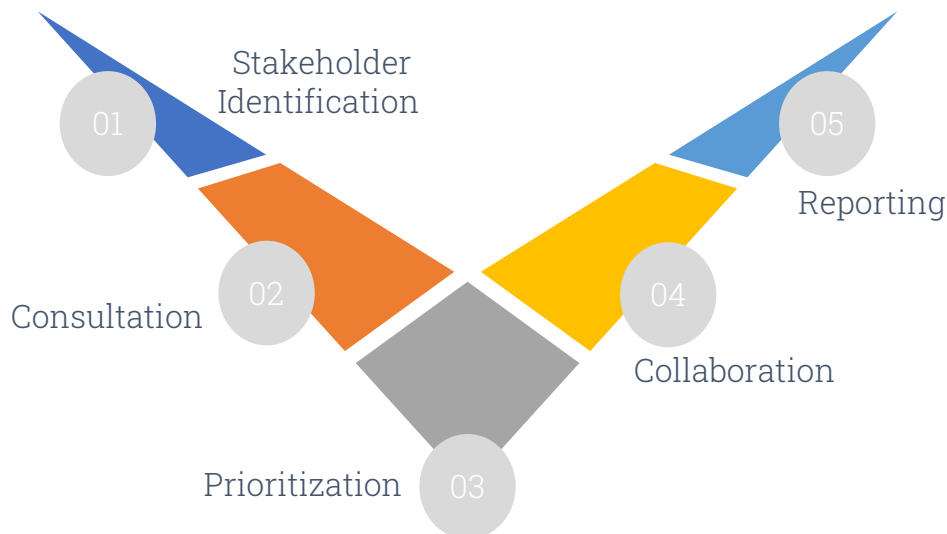 01
Stakeholder
Identification
02
Consultation
03
Prioritization
04
Collaboration
05
Reporting